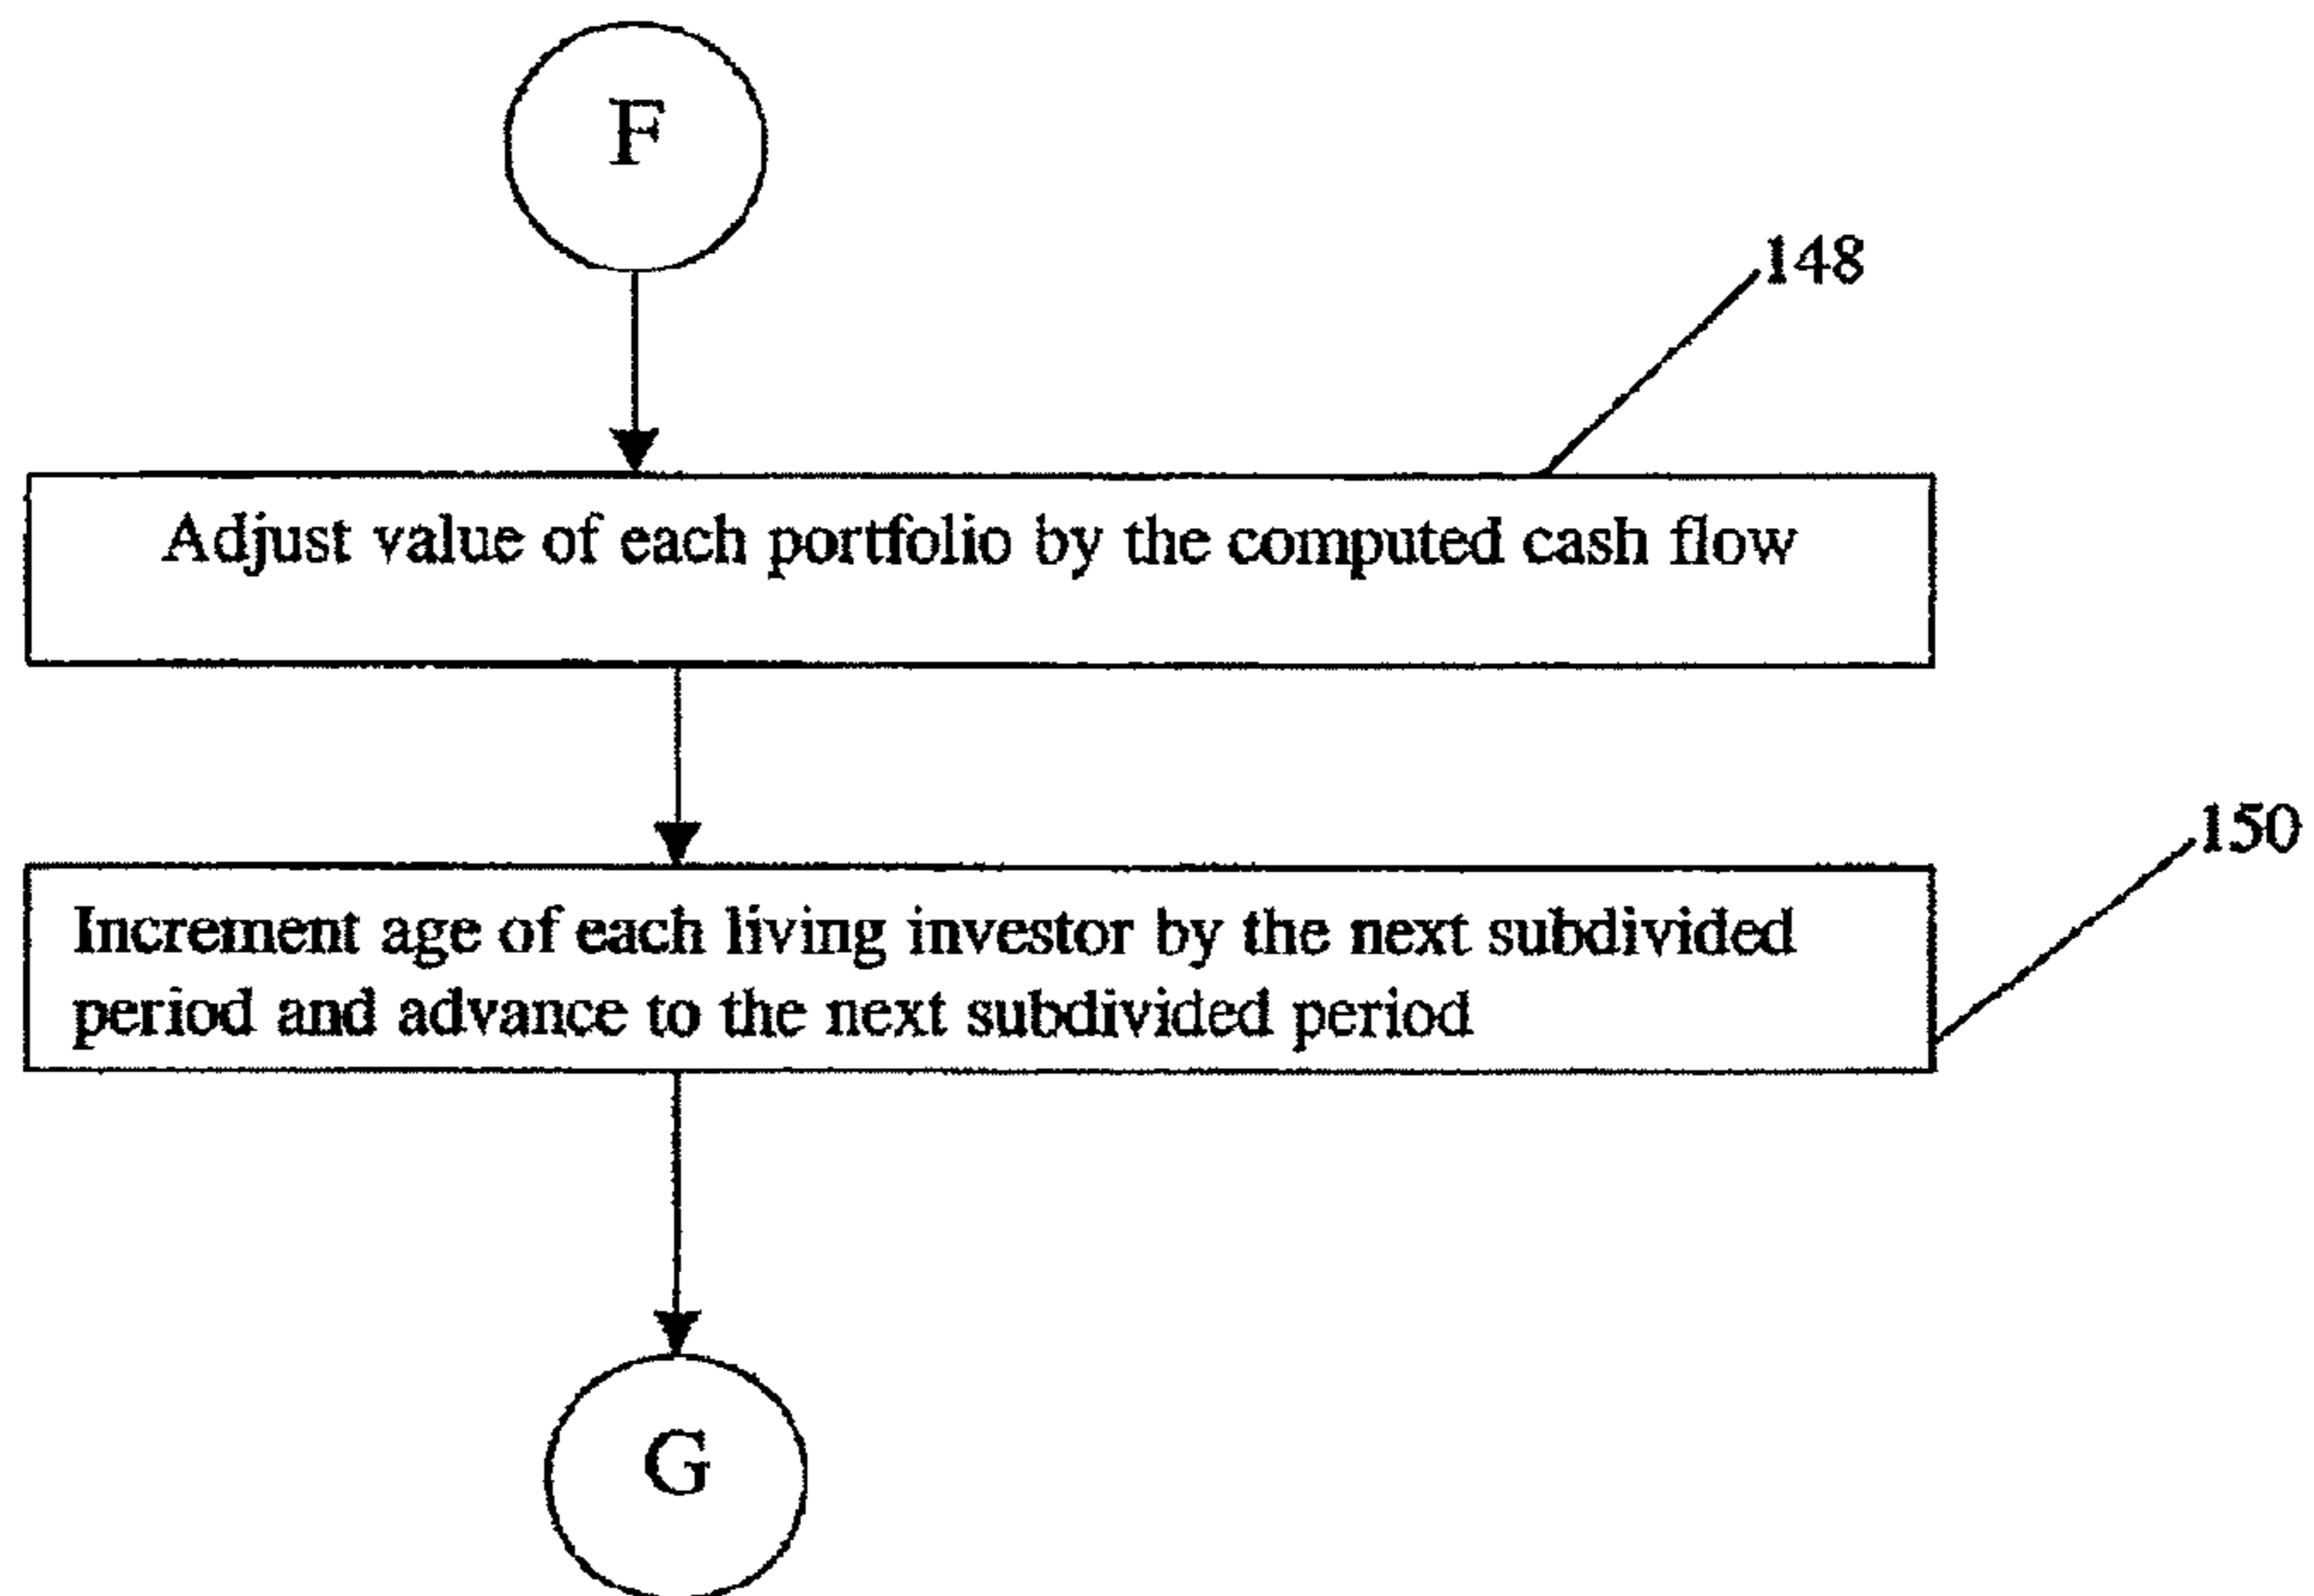 F
148
Adjust value of each portfolio by the computed cash flow
150
Increment age of each living investor by the next subdivided
period and advance to the next subdivided period
G